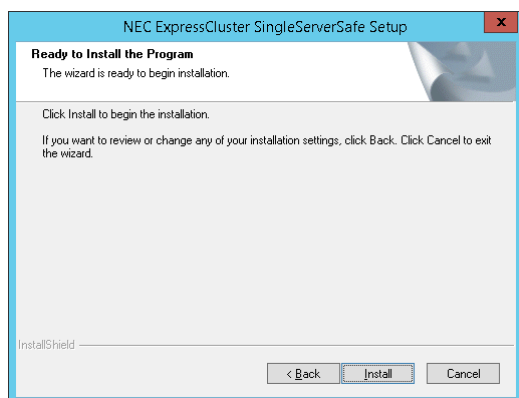 NEC ExpressCluster SingleServerSafe Setup
x
Ready to Install the Program
The wizard is ready to begin installation.
Click Install to begin the installation.
If you want to review or change any of your installation settings, click Back. Click Cancel to exit
the wizard.
InstallShield
< Back
Install
Cancel